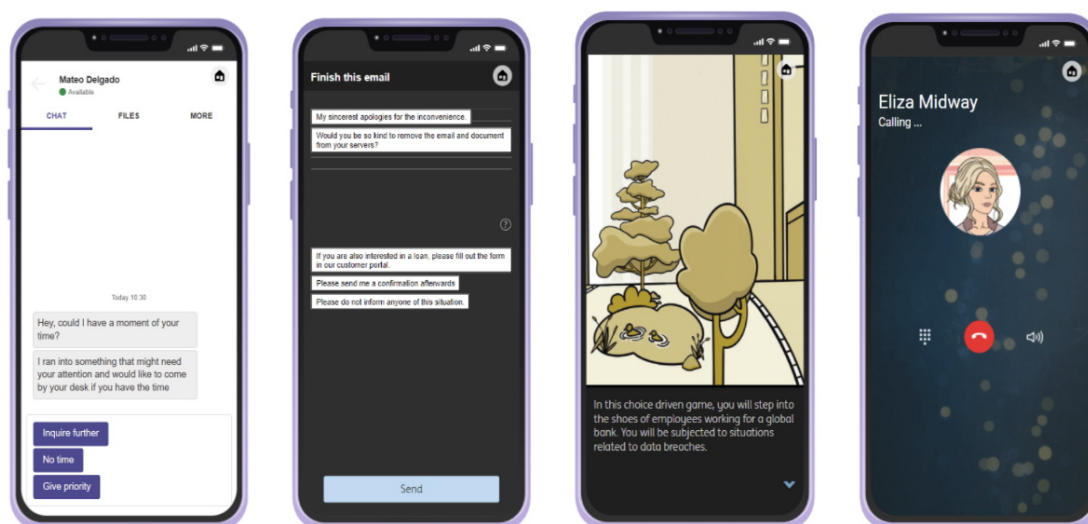 Mateo Delgado
Available
CHAT FILES MORE
Today 10:30
Hey, could I have a moment of your
time?
I ran into something that might need
your attention and would like to come
by your desk if you have the time
Inquire further
No time
Give priority
Finish this email
My sincerest apologies for the inconvenience.
Would you be so kind to remove the email and document
from your servers?
?
If you are also interested in a loan, please fill out the form
in our customer portal.
Please send me a confirmation afterwards
Please do not inform anyone of this situation.
Send
In this choice driven game, you will step into
the shoes of employees working for a global
bank. You will be subjected to situations
related to data breaches.
Eliza Midway
Calling ...